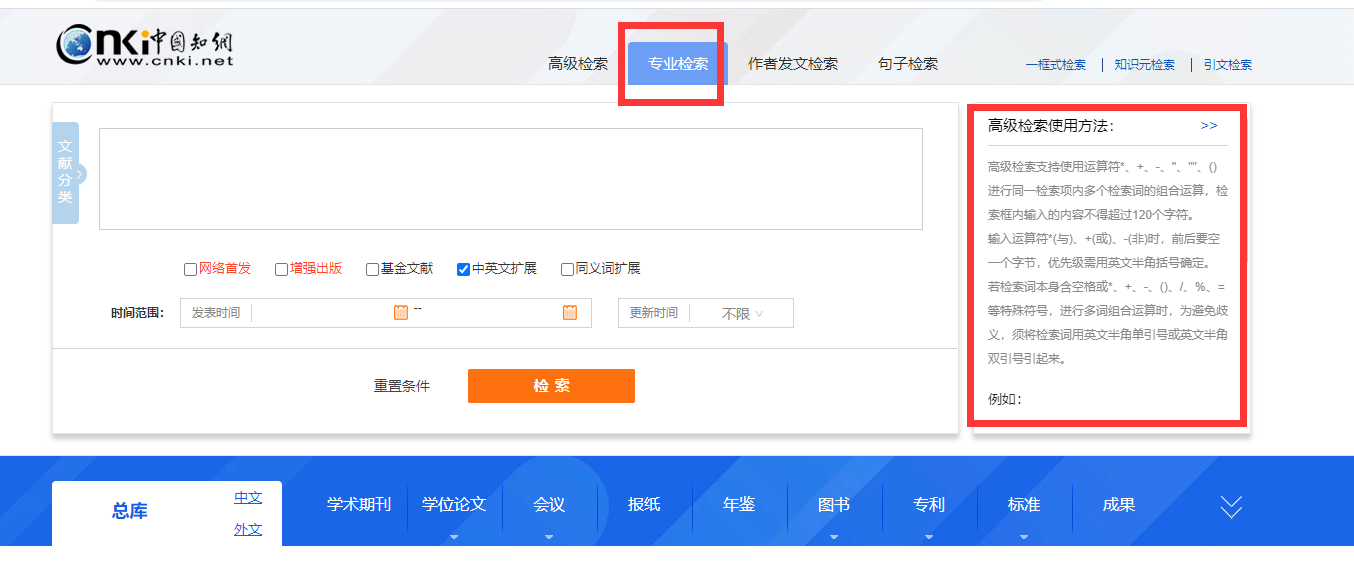 cnki中国知网
www.cnki.net
高级检索
专业检索
作者发文检索
句子检索
一框式检索
知识元检索
引文检索
文献分类
网络首发
增强出版
基金文献
中英文扩展
同义词扩展
时间范围：
发表时间
--
更新时间
不限
重置条件
检 索
高级检索使用方法： >>
高级检索支持使用运算符*、+、-、''、""、()
进行同一检索项内多个检索词的组合运算，检
索框内输入的内容不得超过120个字符。
输入运算符*(与)、+(或)、-(非)时，前后要空
一个字节，优先级需用英文半角括号确定。
若检索词本身含空格或*、+、-、()、/、%、=
等特殊符号，进行多词组合运算时，为避免歧
义，须将检索词用英文半角单引号或英文半角
双引号引起来。
例如：
总库
中文
外文
学术期刊
学位论文
会议
报纸
年鉴
图书
专利
标准
成果